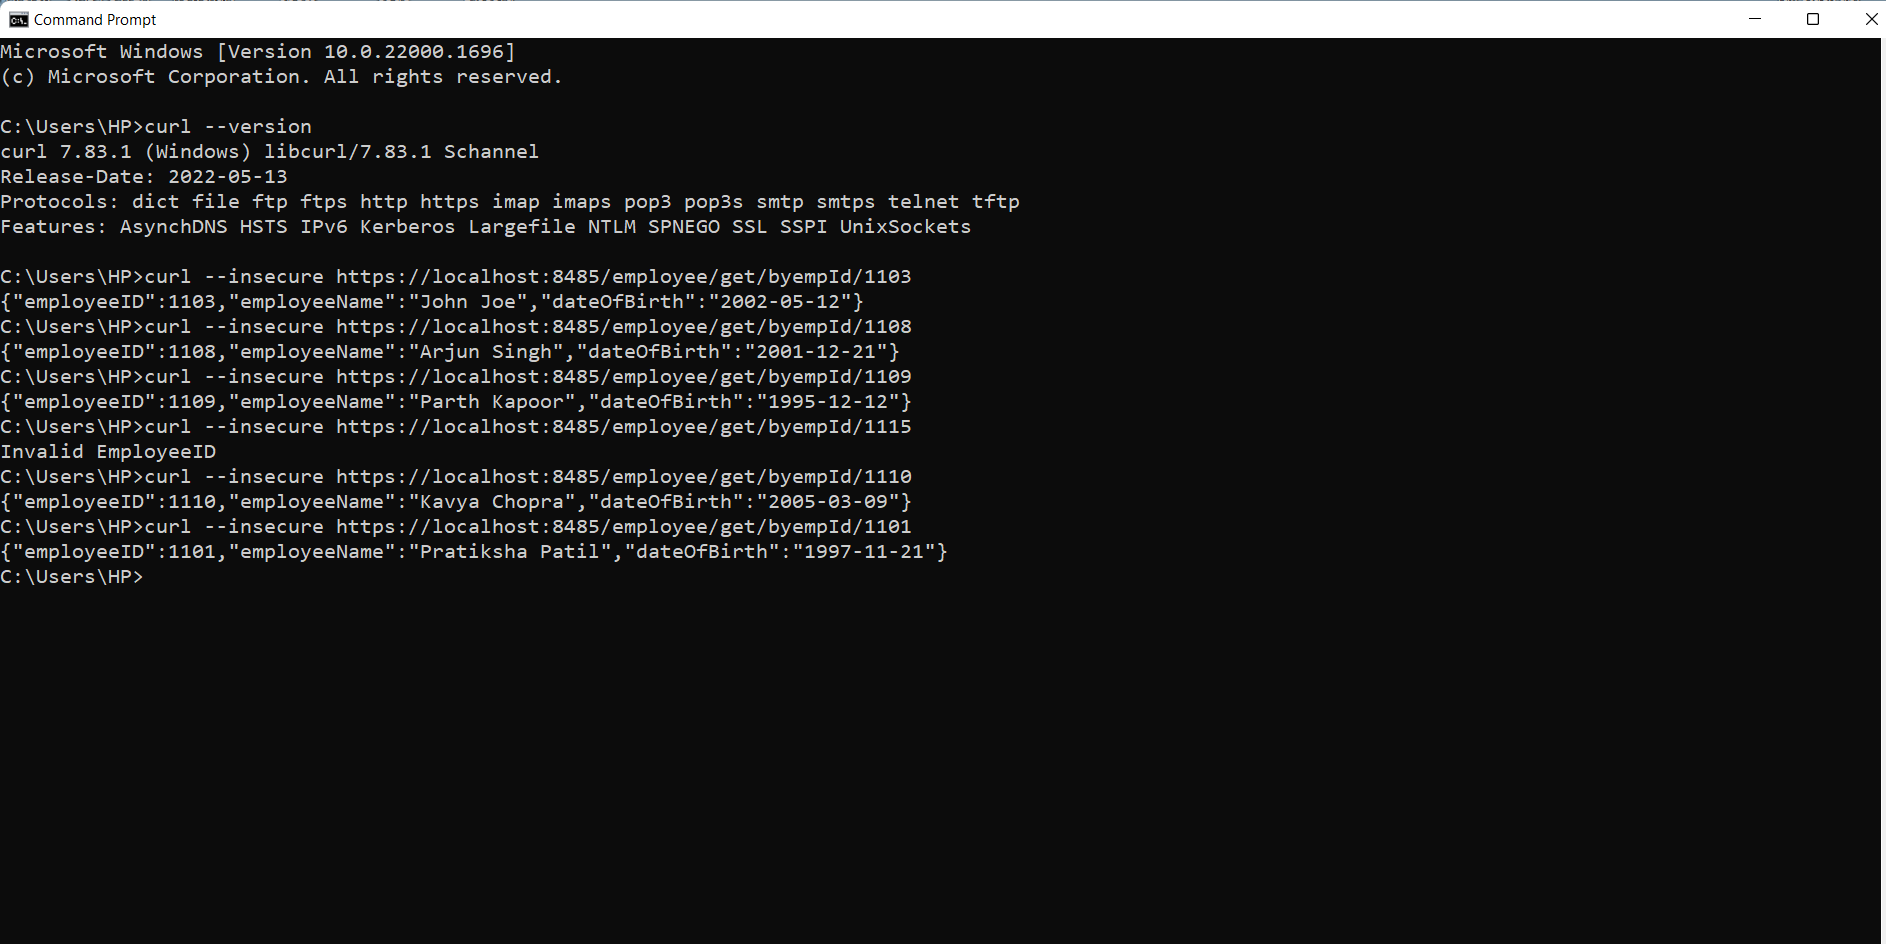 Command Prompt
Microsoft Windows [Version 10.0.22000.1696]
(c) Microsoft Corporation. All rights reserved.
C:\Users\HP>curl --version
curl 7.83.1 (Windows) libcurl/7.83.1 Schannel
Release-Date: 2022-05-13
Protocols: dict file ftp ftps http https imap imaps pop3 pop3s smtp smtps telnet tftp
Features: AsynchDNS HSTS IPv6 Kerberos Largefile NTLM SPNEGO SSL SSPI UnixSockets
C:\Users\HP>curl --insecure https://localhost:8485/employee/get/byempId/1103
{"employeeID":1103,"employeeName":"John Joe","dateOfBirth":"2002-05-12"}
C:\Users\HP>curl --insecure https://localhost:8485/employee/get/byempId/1108
{"employeeID":1108,"employeeName":"Arjun Singh","dateOfBirth":"2001-12-21"}
C:\Users\HP>curl --insecure https://localhost:8485/employee/get/byempId/1109
{"employeeID":1109,"employeeName":"Parth Kapoor","dateOfBirth":"1995-12-12"}
C:\Users\HP>curl --insecure https://localhost:8485/employee/get/byempId/1115
Invalid EmployeeID
C:\Users\HP>curl --insecure https://localhost:8485/employee/get/byempId/1110
{"employeeID":1110,"employeeName":"Kavya Chopra","dateOfBirth":"2005-03-09"}
C:\Users\HP>curl --insecure https://localhost:8485/employee/get/byempId/1101
{"employeeID":1101,"employeeName":"Pratiksha Patil","dateOfBirth":"1997-11-21"}
C:\Users\HP>